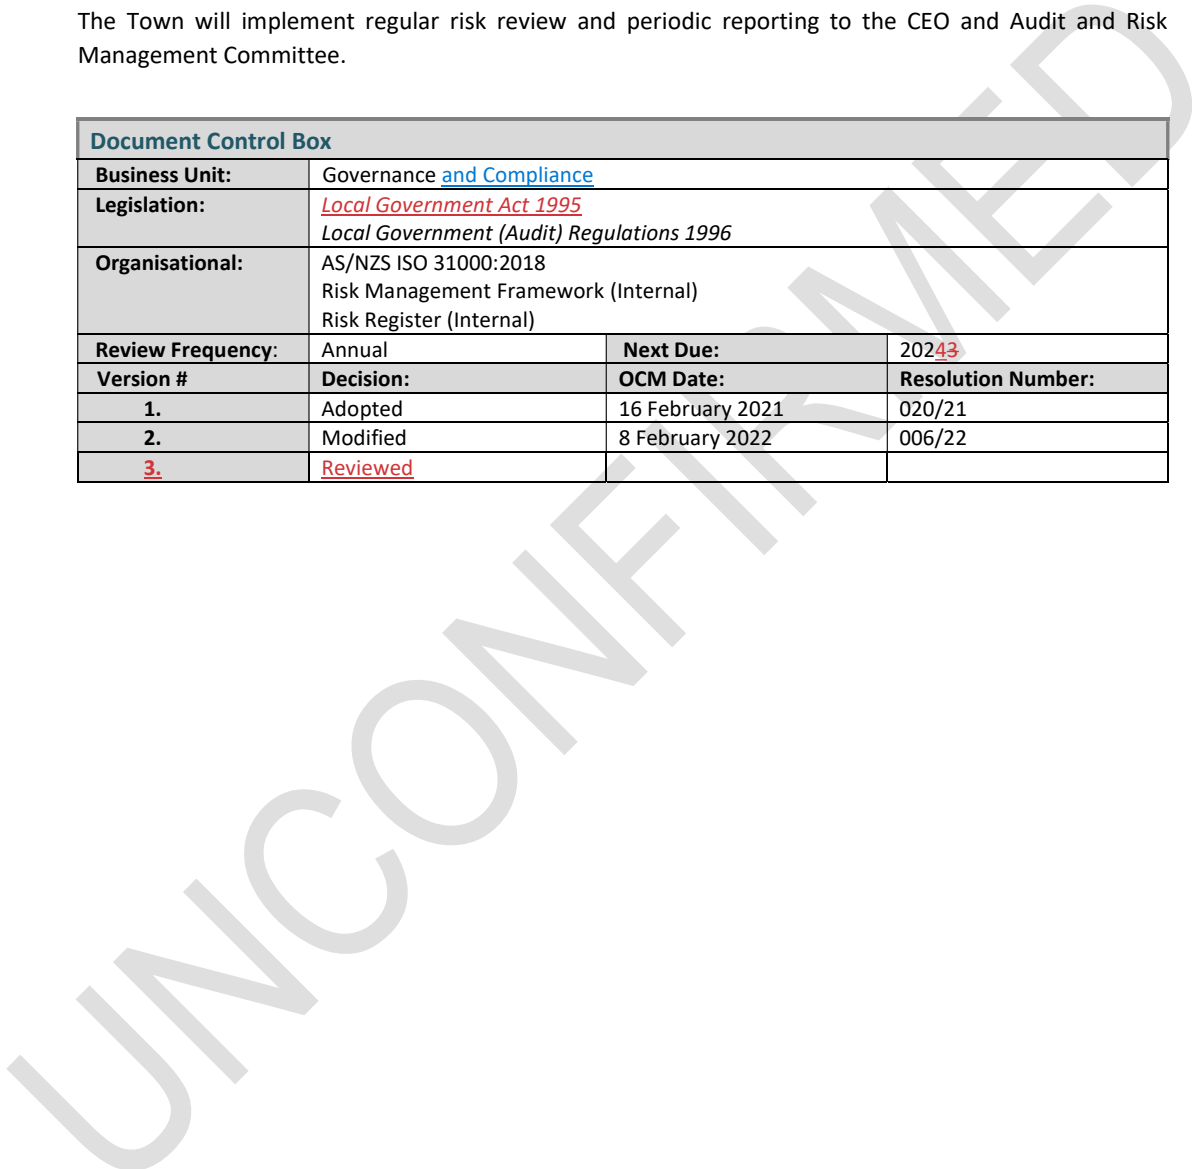 The Town will implement regular risk review and periodic reporting to the CEO and Audit and Risk
Management Committee.
Document Control Box
Business Unit: Governance and Compliance
Legislation: Local Government Act 1995
Local Government (Audit) Regulations 1996
Organisational: AS/NZS ISO 31000:2018
Risk Management Framework (Internal)
Risk Register (Internal)
Review Frequency: Annual Next Due: 20243
Version # Decision: OCM Date: Resolution Number:
1. Adopted 16 February 2021 020/21
2. Modified 8 February 2022 006/22
3. Reviewed
UNCONFIRMED